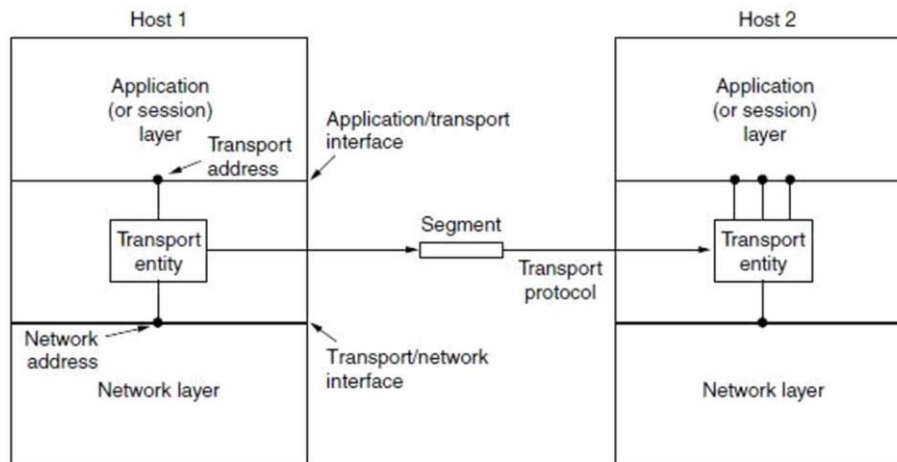 Host 1
Host 2
Application
(or session)
layer
Transport
address
Application/transport
interface
Application
(or session)
layer
Transport
entity
Segment
Transport
protocol
Transport
entity
Network
address
Transport/network
interface
Network layer
Network layer